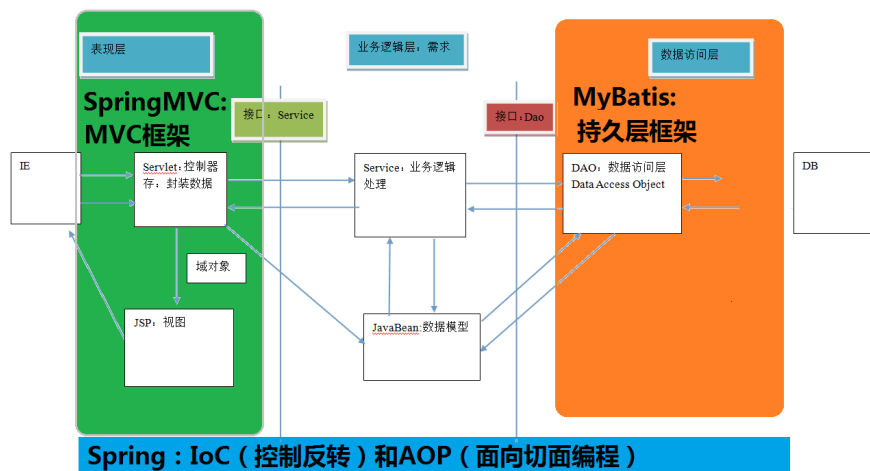 表现层
业务逻辑层：需求
数据访问层
SpringMVC:
MVC框架
接口：Service
接口:Dao
MyBatis:
持久层框架
IE
Servlet:控制器
存：封装数据
Service：业务逻辑
处理
DAO：数据访问层
Data Access Object
DB
域对象
JSP：视图
JavaBean:数据模型
Spring：IoC（控制反转）和AOP（面向切面编程）